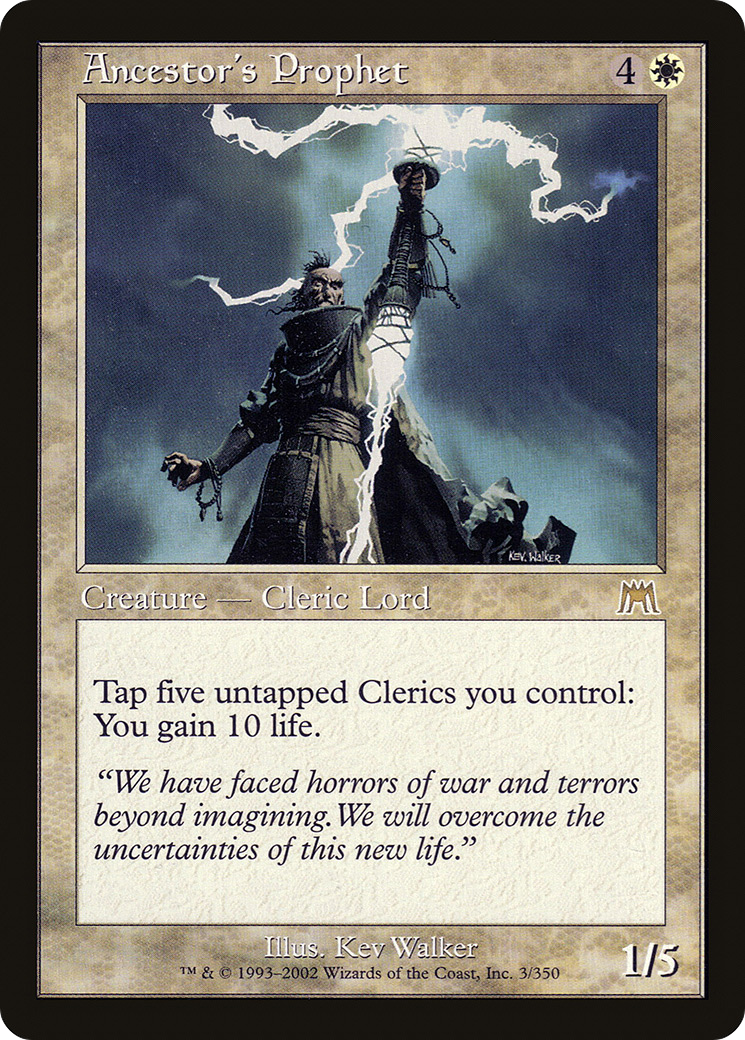 Ancestor's Prophet 4
Kev. Walker
Creature — Cleric Lord
Tap five untapped Clerics you control:
You gain 10 life.
“We have faced horrors of war and terrors
beyond imagining. We will overcome the
uncertainties of this new life.”
Illus. Kev Walker
™ & © 1993–2002 Wizards of the Coast, Inc. 3/350
1/5